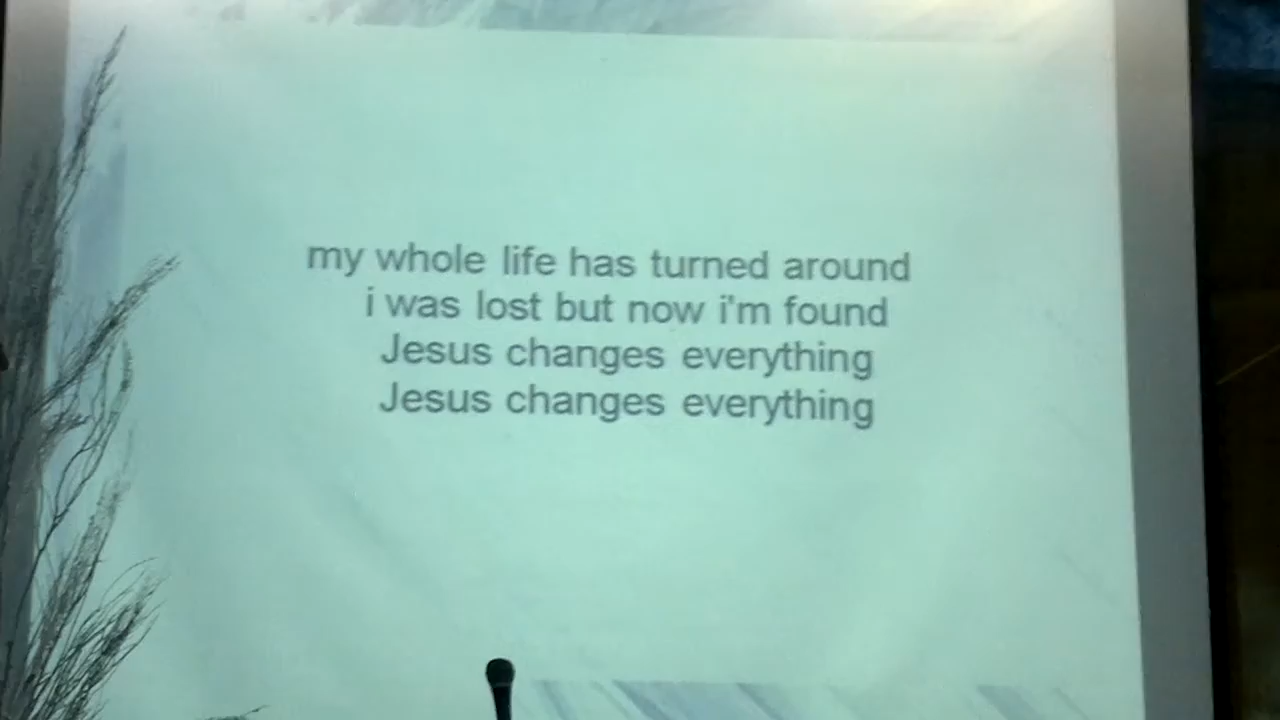 my whole life has turned around
i was lost but now i'm found
Jesus changes everything
Jesus changes everything